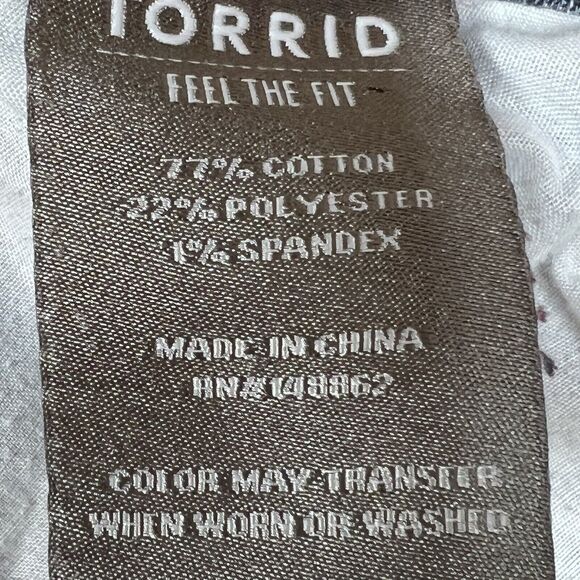 TORRID
FEEL THE FIT
77% COTTON
22% POLYESTER
1% SPANDEX
MADE IN CHINA
RN#148862
COLOR MAY TRANSFER
WHEN WORN OR WASHED